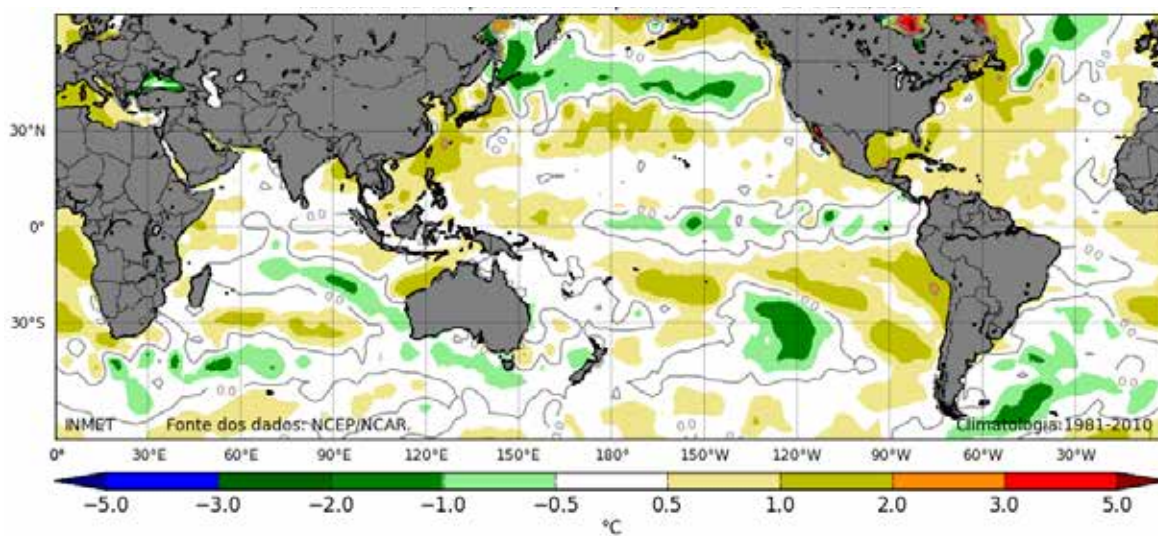 30°N
0°
30°S
INMET Fonte dos dados: NCEP/NCAR. Climatologia:1981-2010
0° 30°E 60°E 90°E 120°E 150°E 180° 150°W 120°W 90°W 60°W 30°W
−5.0 −3.0 −2.0 −1.0 −0.5 0.5 1.0 2.0 3.0 5.0
°C